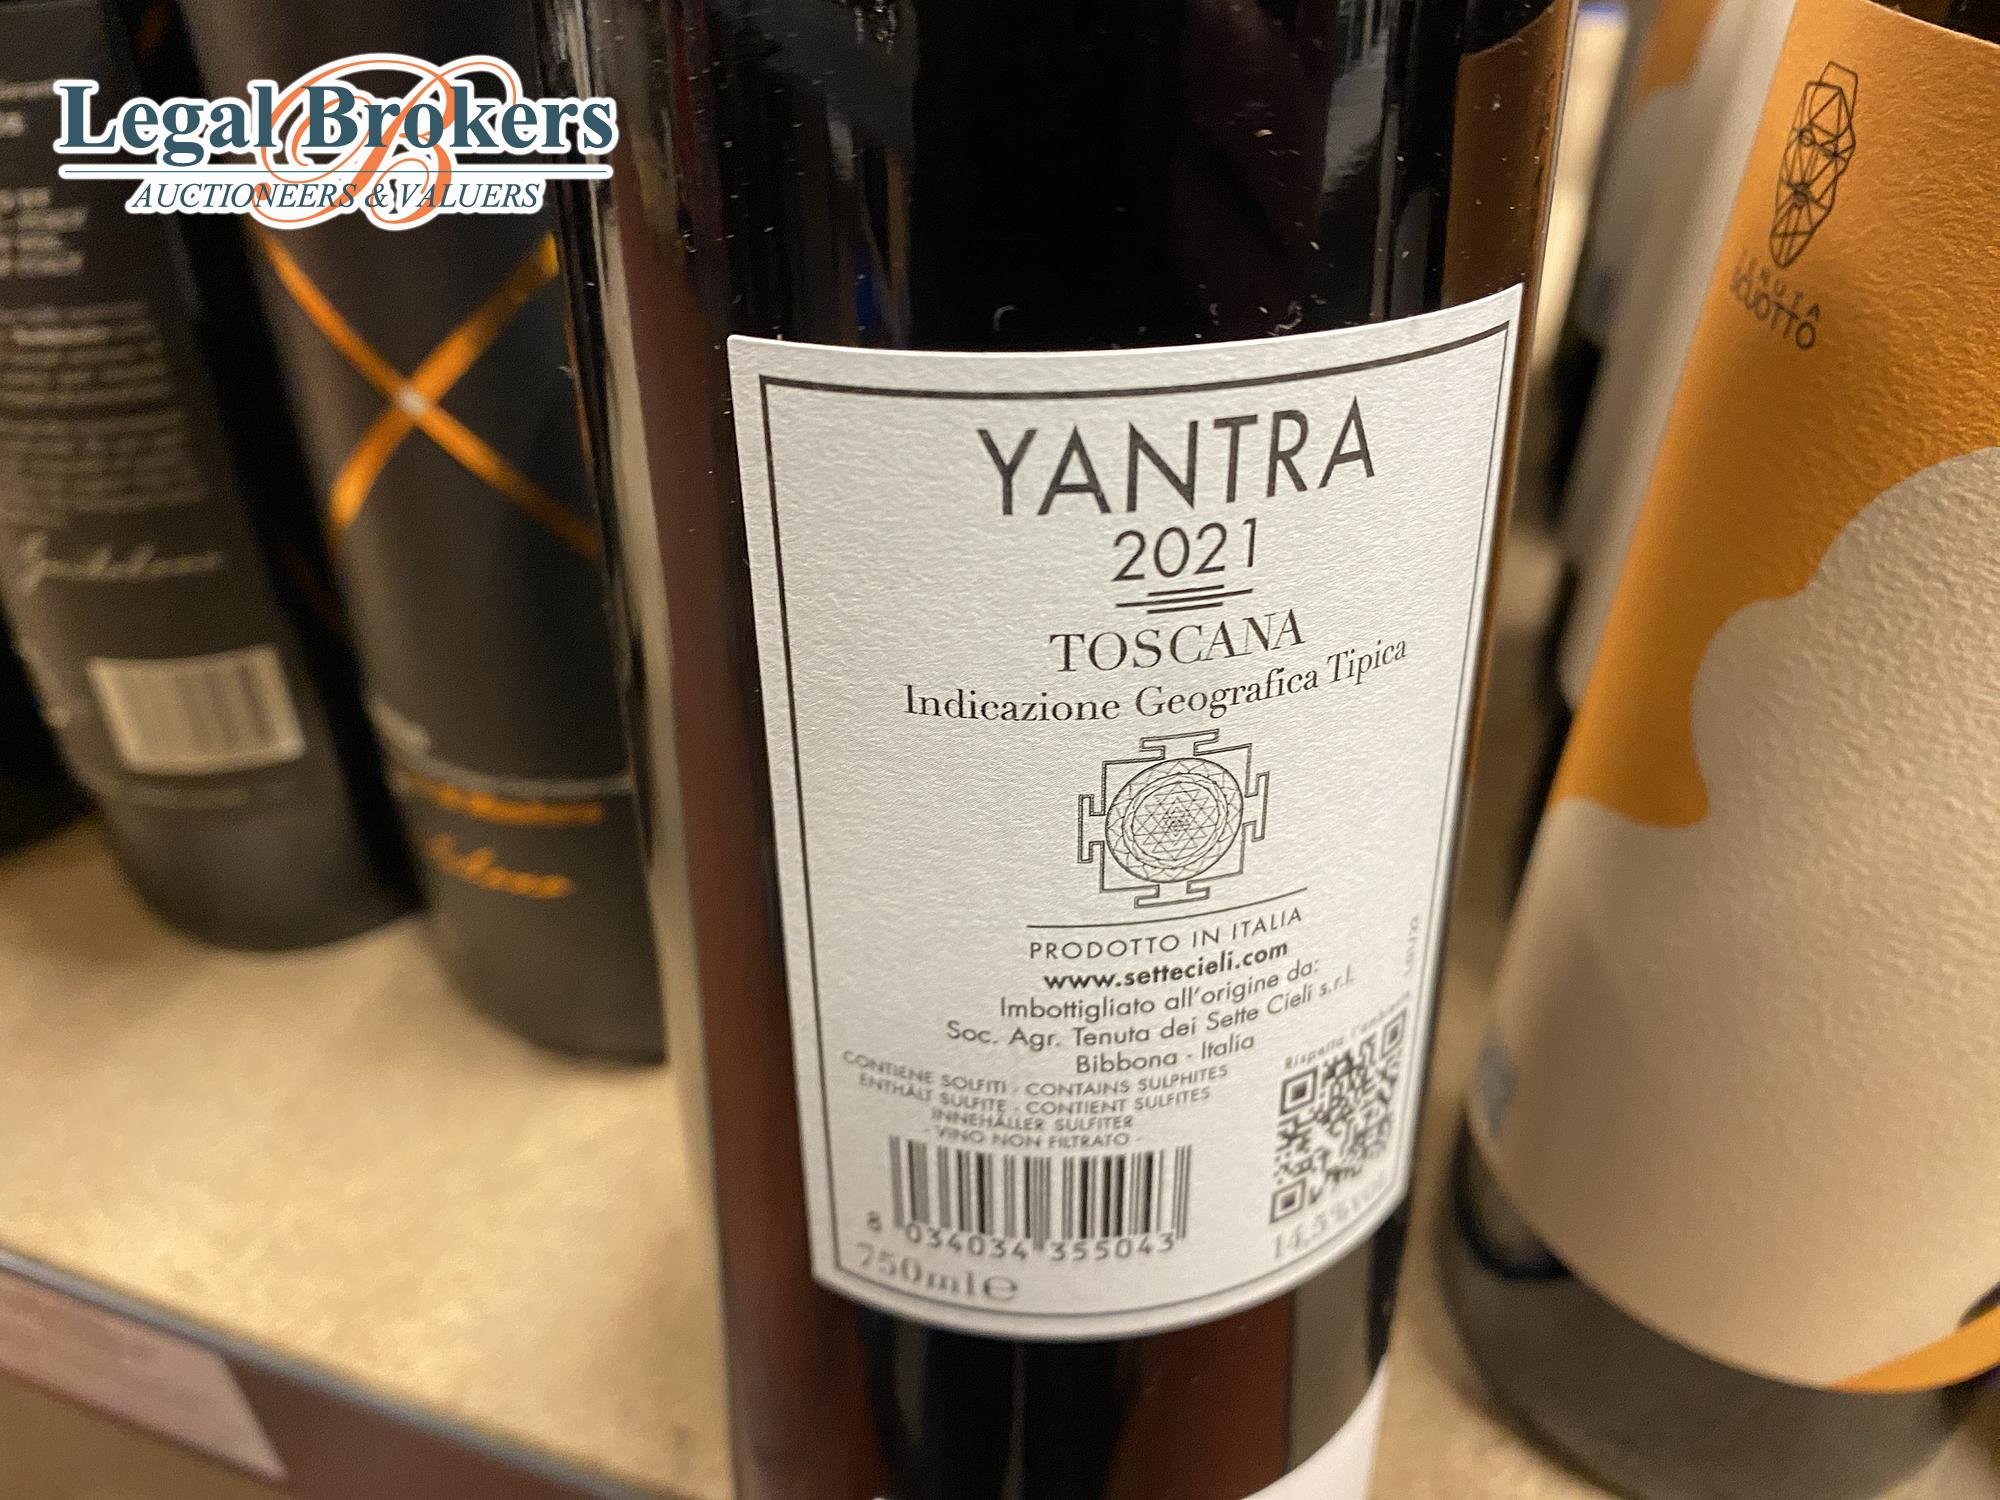 Legal Brokers
AUCTIONEERS & VALUERS
TENUTA
SCUOTTO
YANTRA
2021
TOSCANA
Indicazione Geografica Tipica
PRODOTTO IN ITALIA
www.settecieli.com
Imbottigliato all'origine da:
Soc. Agr. Tenuta dei Sette Cieli s.r.l.
Bibbona - Italia
CONTIENE SOLFITI - CONTAINS SULPHITES
ENTHÄLT SULFITE - CONTIENT SULFITES
INNEHÅLLER SULFITER
- VINO NON FILTRATO -
Rispetta l'ambiente
8 034034 355043
750ml e
14,5% vol